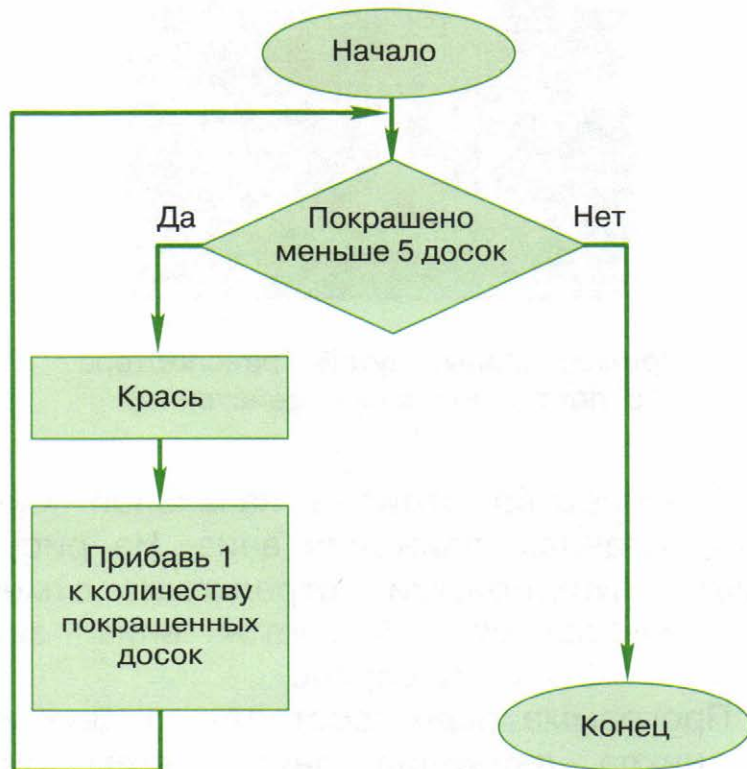 Начало
Покрашено
меньше 5 досок
Да
Нет
Крась
Прибавь 1
к количеству
покрашенных
досок
Конец